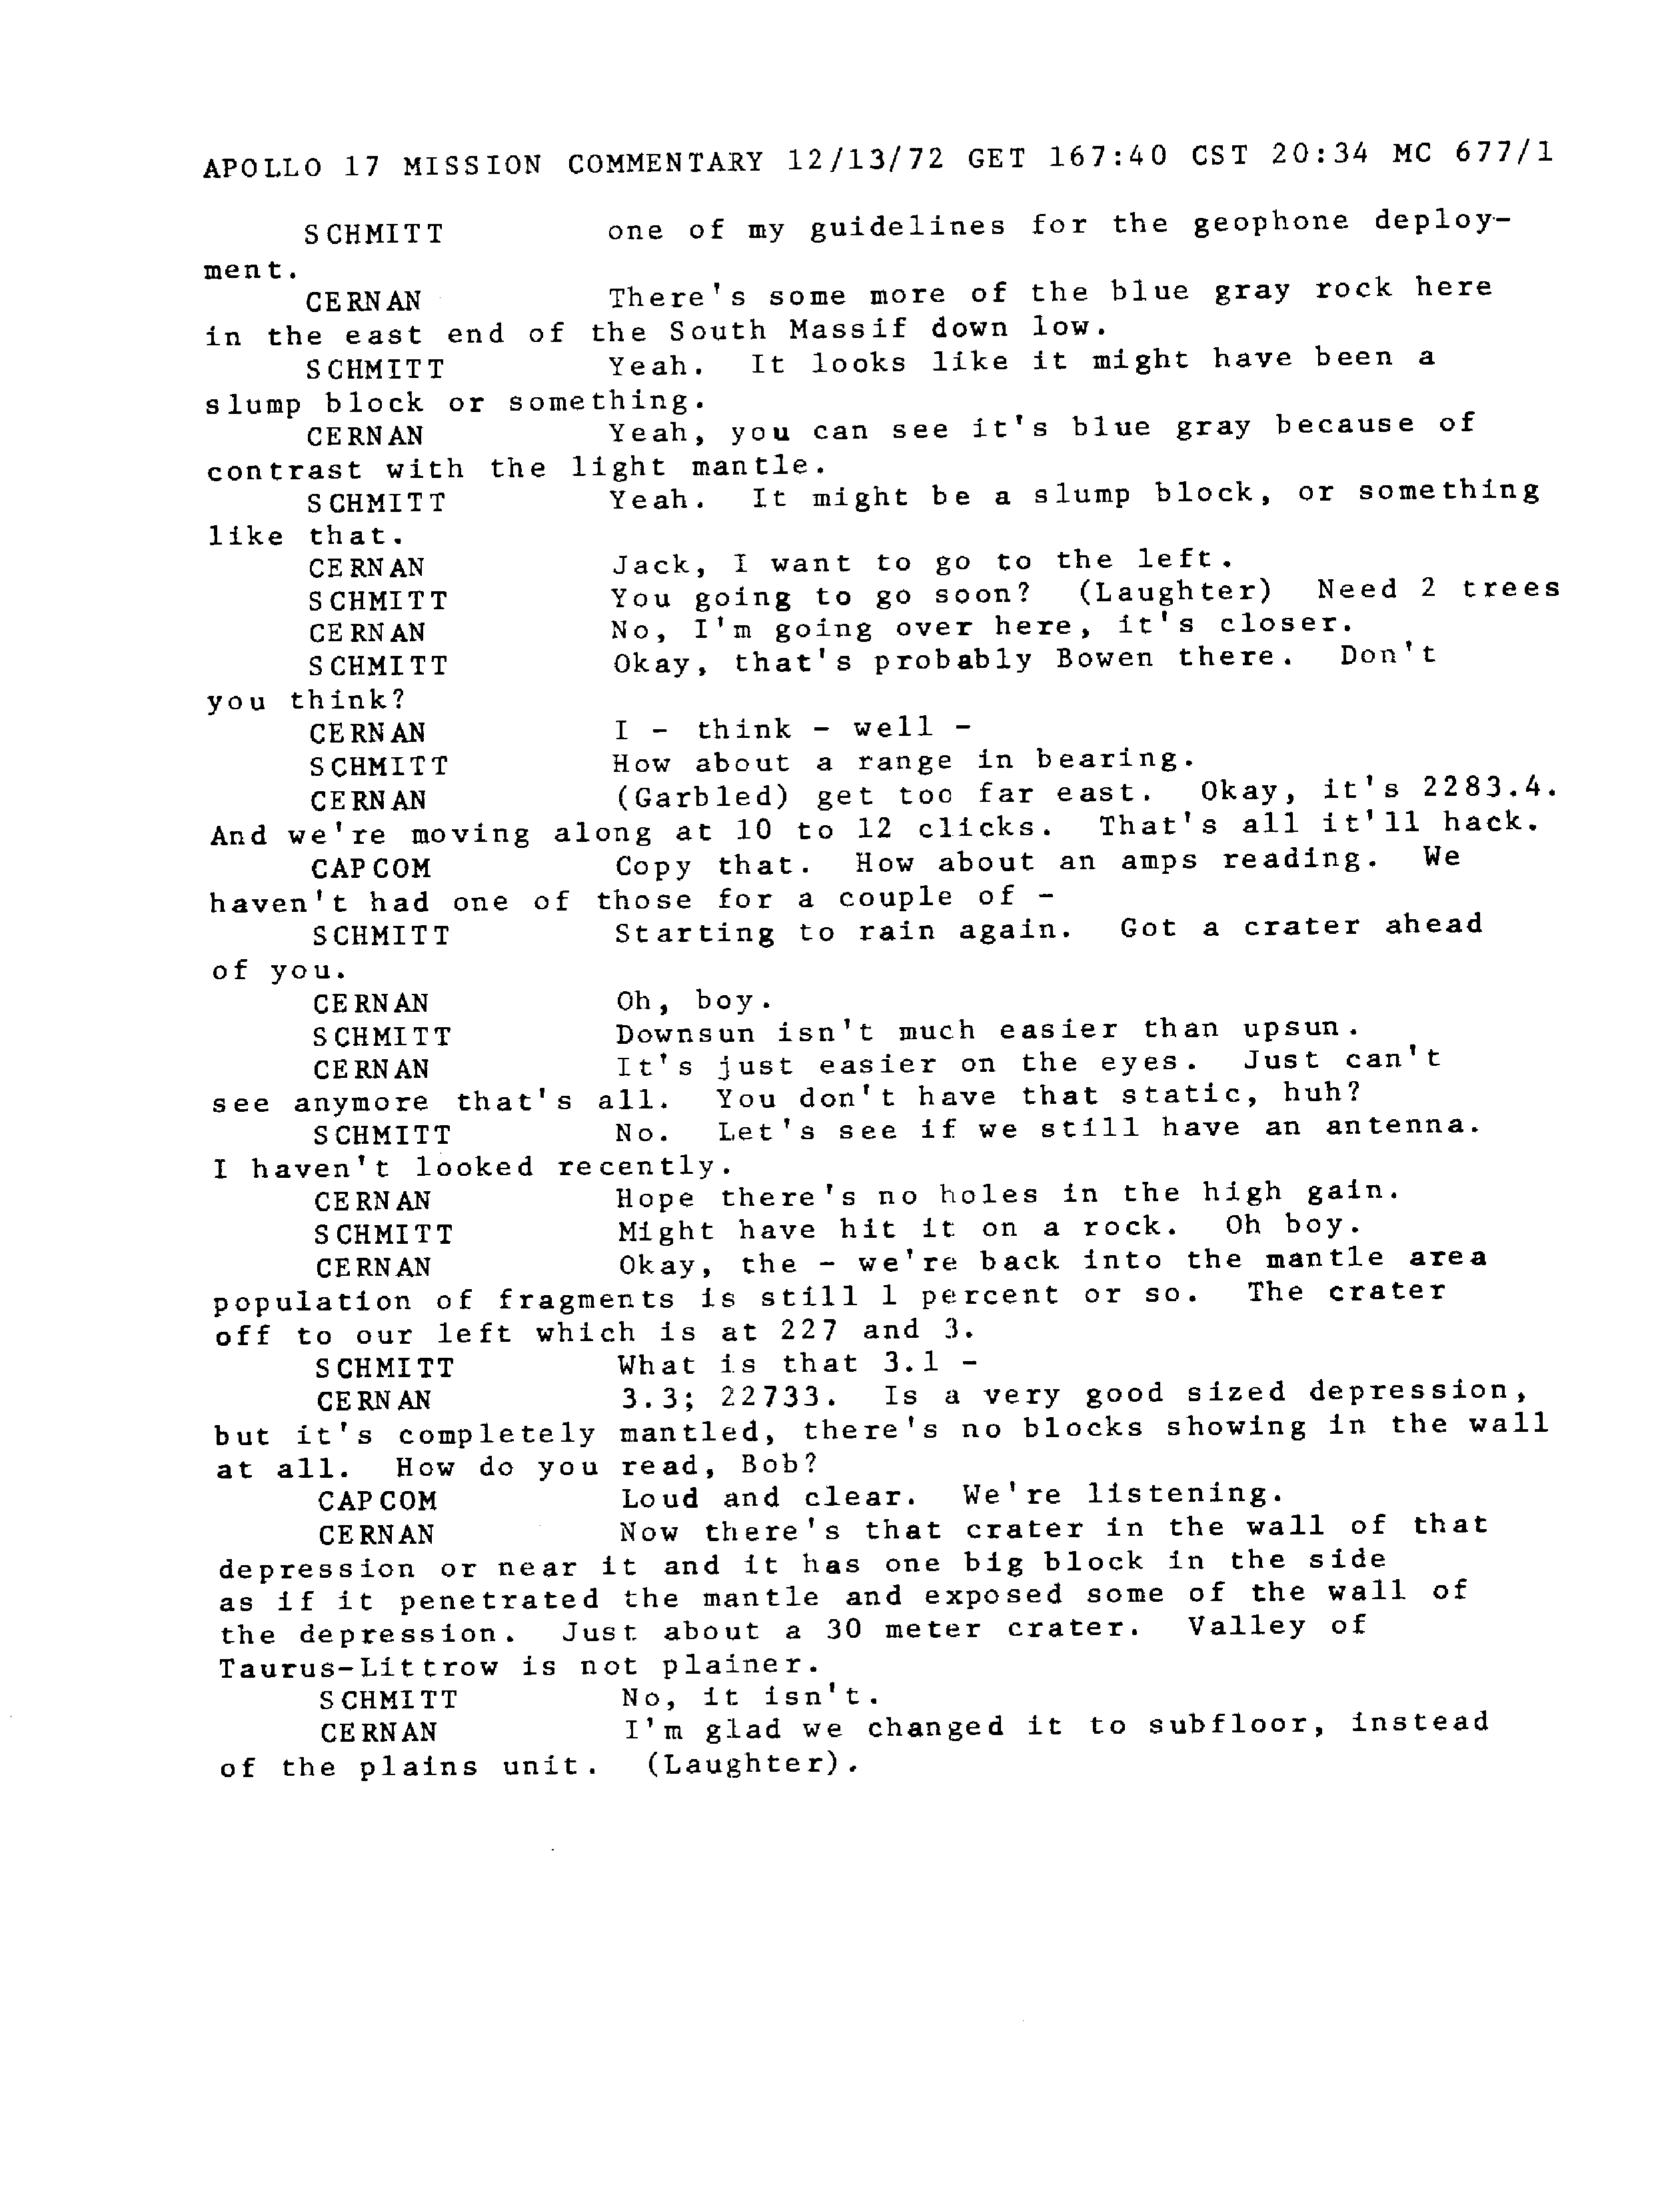 APOLLO 17 MISSION COMMENTARY 12/13/72 GET 167:40 CST 20:34 MC 677/1
SCHMITT one of my guidelines for the geophone deploy-
ment.
CERNAN There's some more of the blue gray rock here
in the east end of the South Massif down low.
SCHMITT Yeah. It looks like it might have been a
slump block or something.
CERNAN Yeah, you can see it's blue gray because of
contrast with the light mantle.
SCHMITT Yeah. It might be a slump block, or something
like that.
CERNAN Jack, I want to go to the left.
SCHMITT You going to go soon? (Laughter) Need 2 trees
CERNAN No, I'm going over here, it's closer.
SCHMITT Okay, that's probably Bowen there. Don't
you think?
CERNAN I - think - well -
SCHMITT How about a range in bearing.
CERNAN (Garbled) get too far east. Okay, it's 2283.4.
And we're moving along at 10 to 12 clicks. That's all it'll hack.
CAPCOM Copy that. How about an amps reading. We
haven't had one of those for a couple of -
SCHMITT Starting to rain again. Got a crater ahead
of you.
CERNAN Oh, boy.
SCHMITT Downsun isn't much easier than upsun.
CERNAN It's just easier on the eyes. Just can't
see anymore that's all. You don't have that static, huh?
SCHMITT No. Let's see if we still have an antenna.
I haven't looked recently.
CERNAN Hope there's no holes in the high gain.
SCHMITT Might have hit it on a rock. Oh boy.
CERNAN Okay, the - we're back into the mantle area
population of fragments is still 1 percent or so. The crater
off to our left which is at 227 and 3.
SCHMITT What is that 3.1 -
CERNAN 3.3; 22733. Is a very good sized depression,
but it's completely mantled, there's no blocks showing in the wall
at all. How do you read, Bob?
CAPCOM Loud and clear. We're listening.
CERNAN Now there's that crater in the wall of that
depression or near it and it has one big block in the side
as if it penetrated the mantle and exposed some of the wall of
the depression. Just about a 30 meter crater. Valley of
Taurus-Littrow is not plainer.
SCHMITT No, it isn't.
CERNAN I'm glad we changed it to subfloor, instead
of the plains unit. (Laughter).